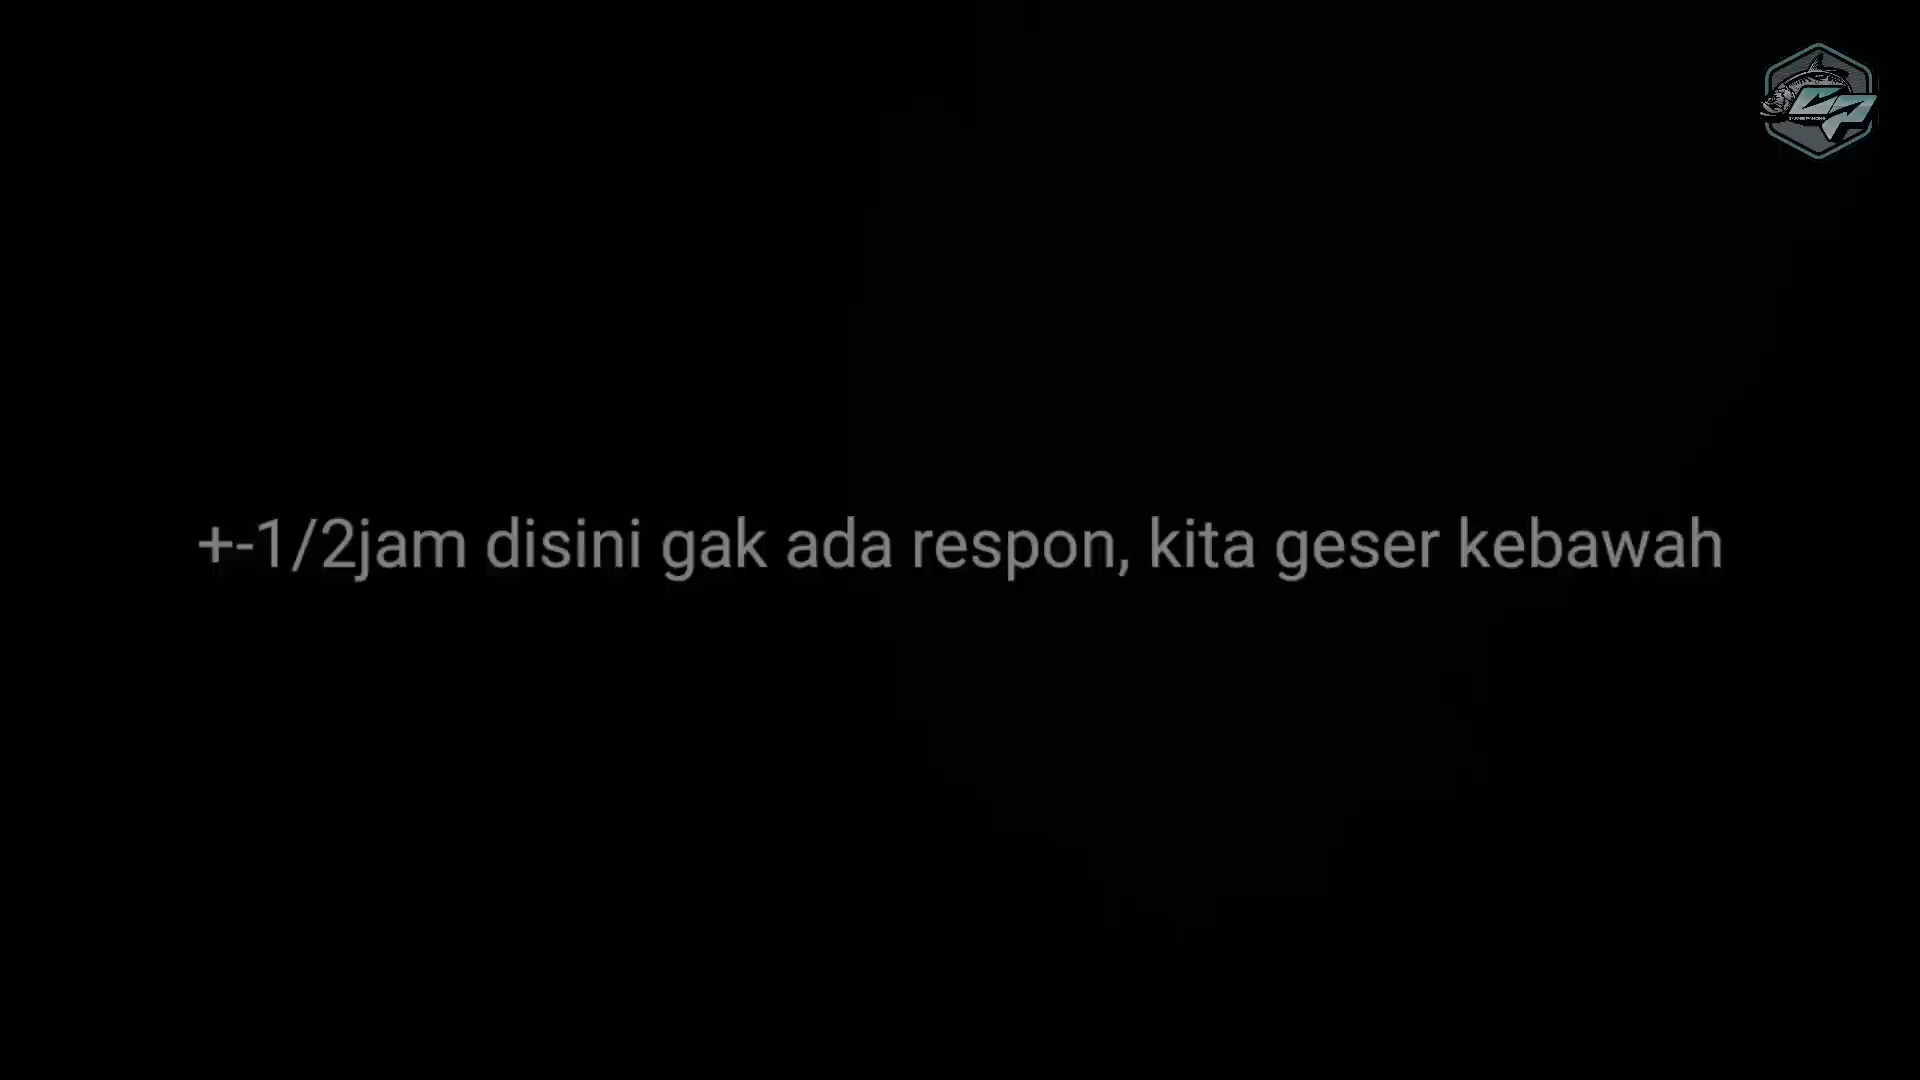 +-1/2jam disini gak ada respon, kita geser kebawah